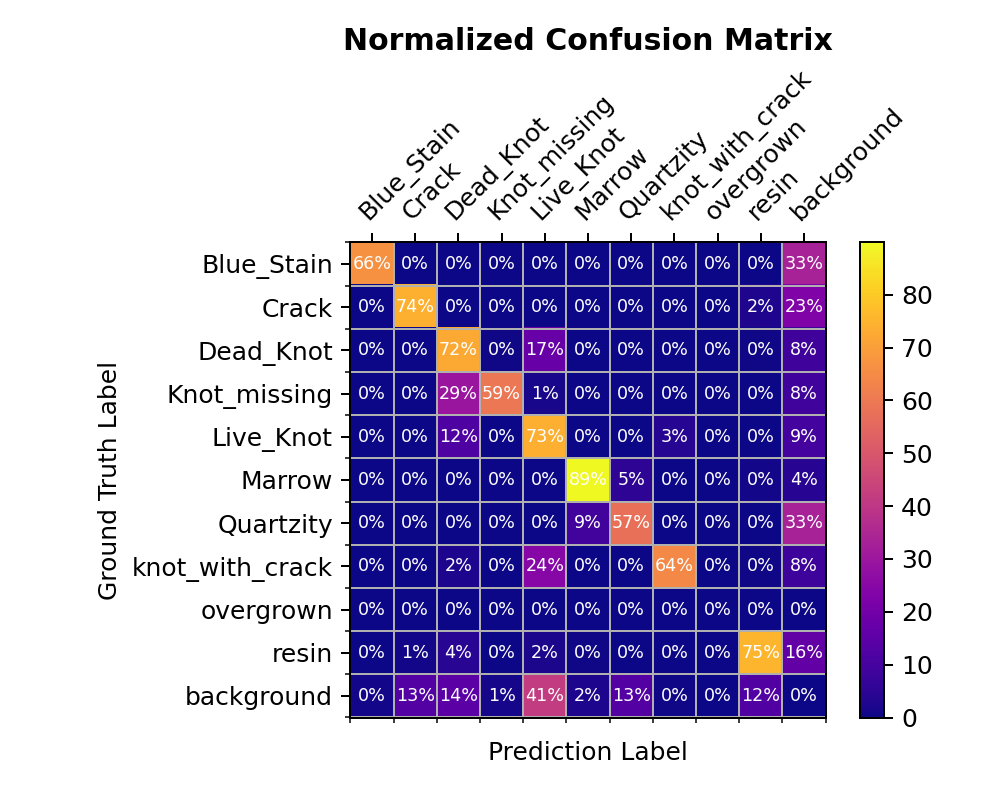 Normalized Confusion Matrix
Blue_Stain
Crack
Dead_Knot
Knot_missing
Live_Knot
Marrow
Quartzity
knot_with_crack
overgrown
resin
background
Blue_Stain 66% 0% 0% 0% 0% 0% 0% 0% 0% 0% 33%
Crack 0% 74% 0% 0% 0% 0% 0% 0% 0% 2% 23%
Dead_Knot 0% 0% 72% 0% 17% 0% 0% 0% 0% 0% 8%
Knot_missing 0% 0% 29% 59% 1% 0% 0% 0% 0% 0% 8%
Live_Knot 0% 0% 12% 0% 73% 0% 0% 3% 0% 0% 9%
Marrow 0% 0% 0% 0% 0% 89% 5% 0% 0% 0% 4%
Quartzity 0% 0% 0% 0% 0% 9% 57% 0% 0% 0% 33%
knot_with_crack 0% 0% 2% 0% 24% 0% 0% 64% 0% 0% 8%
overgrown 0% 0% 0% 0% 0% 0% 0% 0% 0% 0% 0%
resin 0% 1% 4% 0% 2% 0% 0% 0% 0% 75% 16%
background 0% 13% 14% 1% 41% 2% 13% 0% 0% 12% 0%
Ground Truth Label
Prediction Label
80
70
60
50
40
30
20
10
0